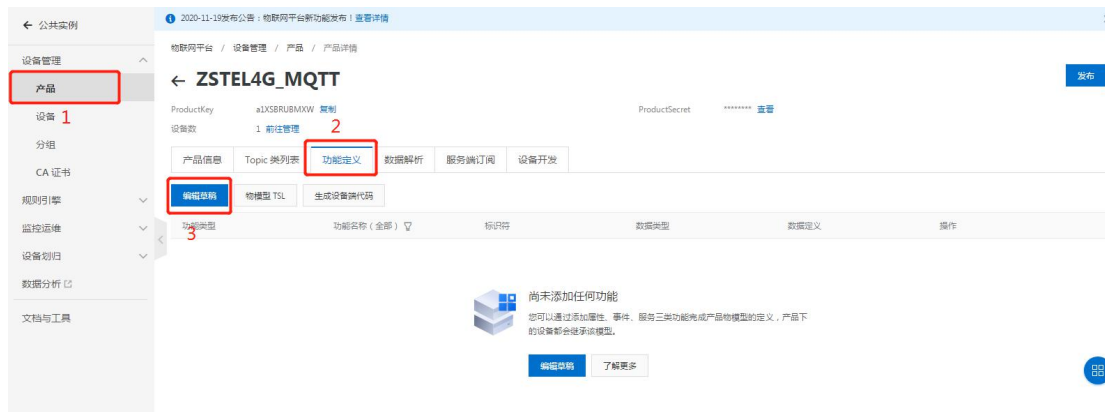 ← 公共实例
2020-11-19发布公告：物联网平台新功能发布！查看详情
物联网平台 / 设备管理 / 产品 / 产品详情
设备管理
产品
← ZSTEL4G_MQTT
发布
设备 1
ProductKey a1XSBRUBMXW 复制 ProductSecret ******** 查看
设备数 1 前往管理 2
分组
产品信息 Topic 类列表 功能定义 数据解析 服务端订阅 设备开发
CA 证书
规则引擎
编辑草稿 物模型 TSL 生成设备端代码
监控运维
功能类型 功能名称（全部） 标识符 数据类型 数据定义 操作
3
设备划归
数据分析
文档与工具
尚未添加任何功能
您可以通过添加属性、事件、服务三类功能完成产品物模型的定义，产品下
的设备都会继承该模型。
编辑草稿 了解更多